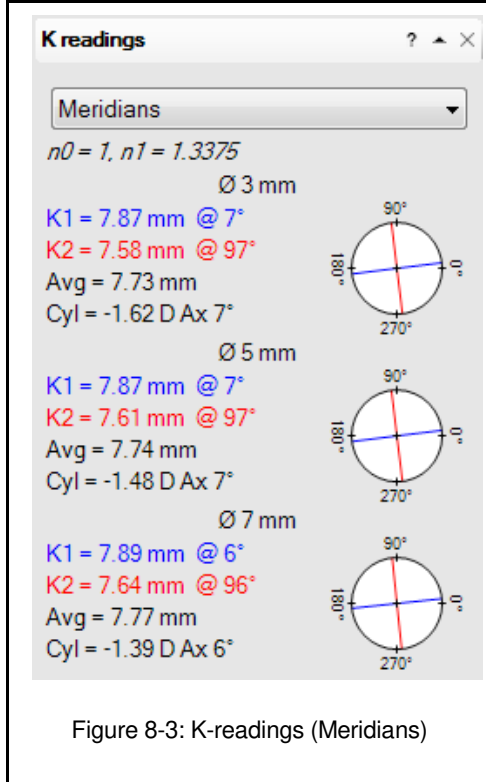 K readings ?
Meridians
n0 = 1, n1 = 1.3375
Ø 3 mm
K1 = 7.87 mm @ 7°
K2 = 7.58 mm @ 97°
Avg = 7.73 mm
Cyl = -1.62 D Ax 7°
90°
180°
0°
270°
Ø 5 mm
K1 = 7.87 mm @ 7°
K2 = 7.61 mm @ 97°
Avg = 7.74 mm
Cyl = -1.48 D Ax 7°
90°
180°
0°
270°
Ø 7 mm
K1 = 7.89 mm @ 6°
K2 = 7.64 mm @ 96°
Avg = 7.77 mm
Cyl = -1.39 D Ax 6°
90°
180°
0°
270°
Figure 8-3: K-readings (Meridians)